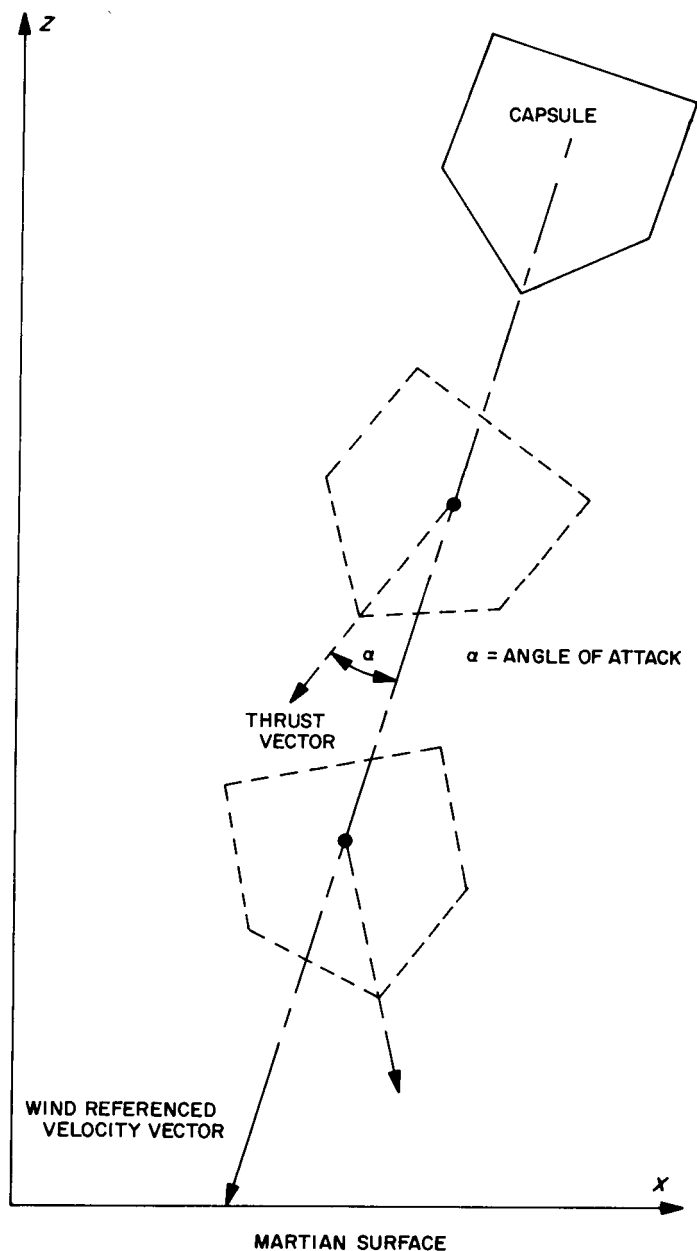 Z
CAPSULE
α
α = ANGLE OF ATTACK
THRUST
VECTOR
WIND REFERENCED
VELOCITY VECTOR
X
MARTIAN SURFACE